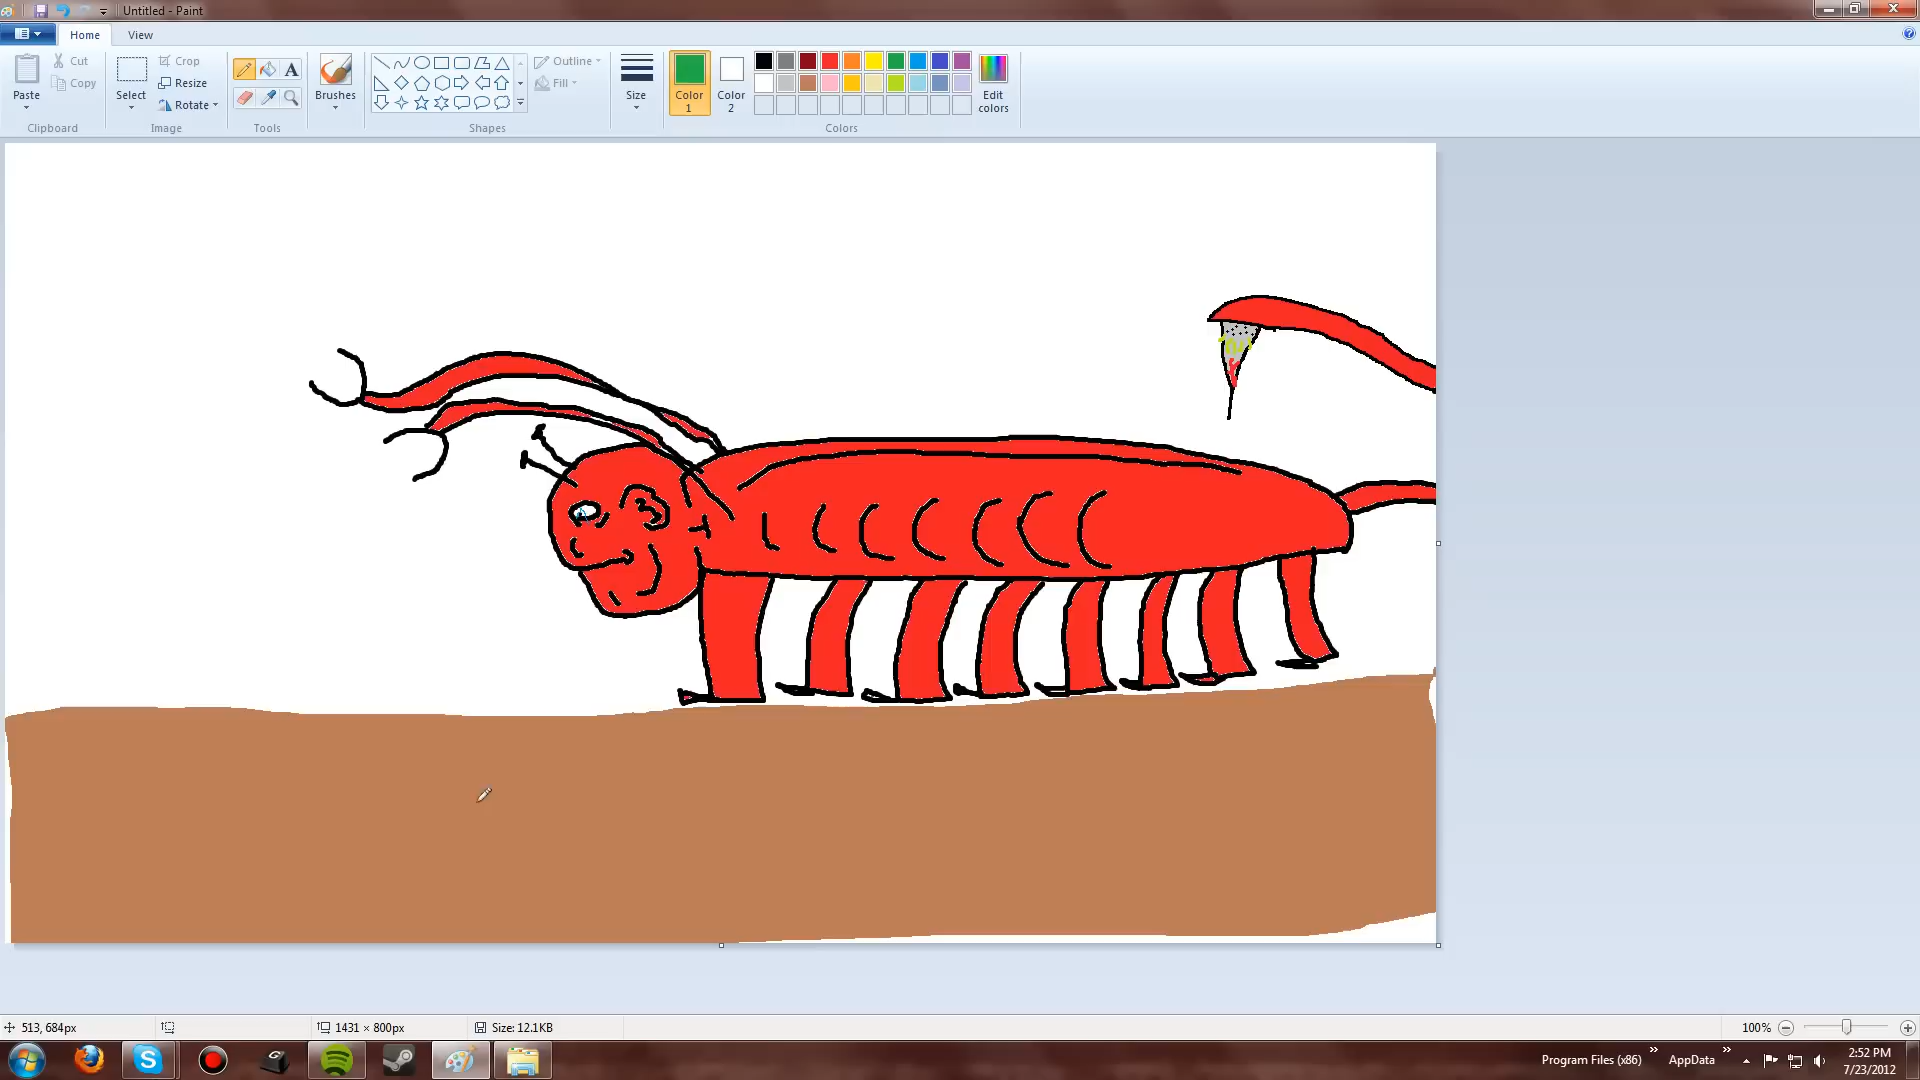 Untitled - Paint
Home View
Paste Cut Copy Select Crop Resize Rotate A Brushes Outline Fill Size Color 1 Color 2 Edit colors
Clipboard Image Tools Shapes Colors
513, 684px 1431 × 800px Size: 12.1KB 100%
Program Files (x86) » AppData » 2:52 PM
7/23/2012